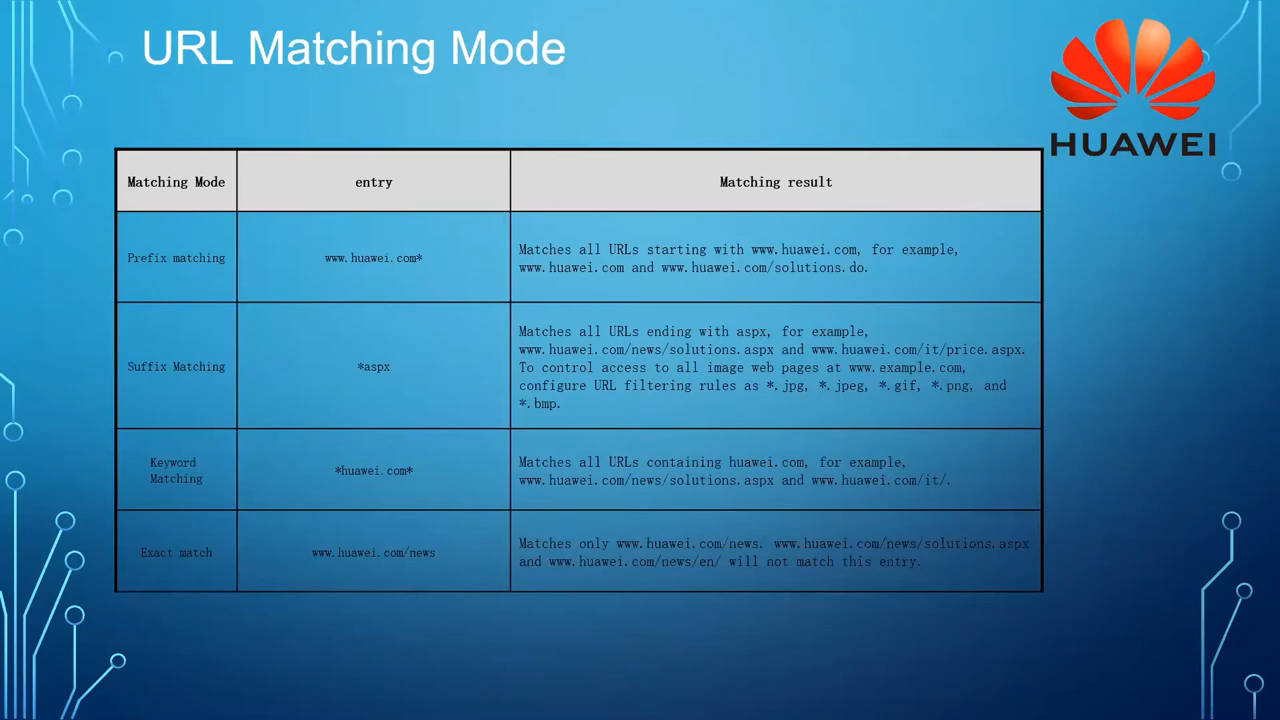 URL Matching Mode
HUAWEI
Matching Mode
entry
Matching result
Prefix matching
www.huawei.com*
Matches all URLs starting with www.huawei.com, for example,
www.huawei.com and www.huawei.com/solutions.do.
Suffix Matching
*aspx
Matches all URLs ending with aspx, for example,
www.huawei.com/news/solutions.aspx and www.huawei.com/it/price.aspx.
To control access to all image web pages at www.example.com,
configure URL filtering rules as *.jpg, *.jpeg, *.gif, *.png, and
*.bmp.
Keyword
Matching
*huawei.com*
Matches all URLs containing huawei.com, for example,
www.huawei.com/news/solutions.aspx and www.huawei.com/it/.
Exact match
www.huawei.com/news
Matches only www.huawei.com/news. www.huawei.com/news/solutions.aspx
and www.huawei.com/news/en/ will not match this entry.